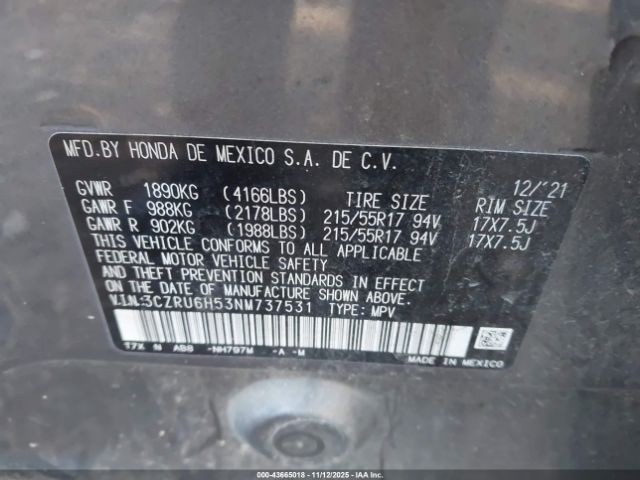 MFD.BY HONDA DE MEXICO S.A. DE C.V.
12/'21
GVWR 1890KG (4166LBS) TIRE SIZE RIM SIZE
GAWR F 988KG (2178LBS) 215/55R17 94V 17X7.5J
GAWR R 902KG (1988LBS) 215/55R17 94V 17X7.5J
THIS VEHICLE CONFORMS TO ALL APPLICABLE
FEDERAL MOTOR VEHICLE SAFETY
AND THEFT PREVENTION STANDARDS IN EFFECT
ON THE DATE OF MANUFACTURE SHOWN ABOVE.
V.I.N:3CZRU6H53NM737531 TYPE: MPV
T7X N ABS -NH797M -A -M
MADE IN MEXICO
000-43665018 - 11/12/2025 - IAA Inc.